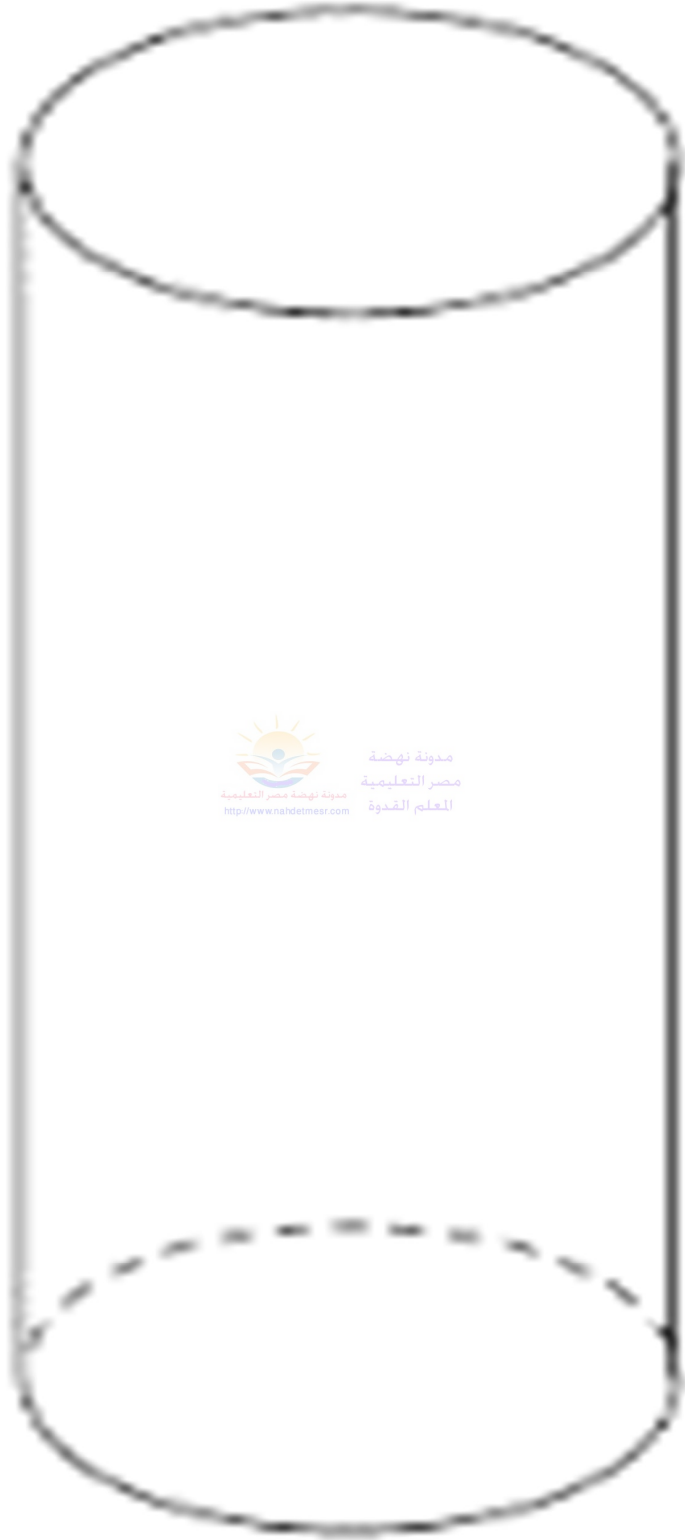 مدونة نهضة
مصر التعليمية
المعلم القدوة
مدونة نهضة مصر التعليمية
http://www.nahdetmesr.com